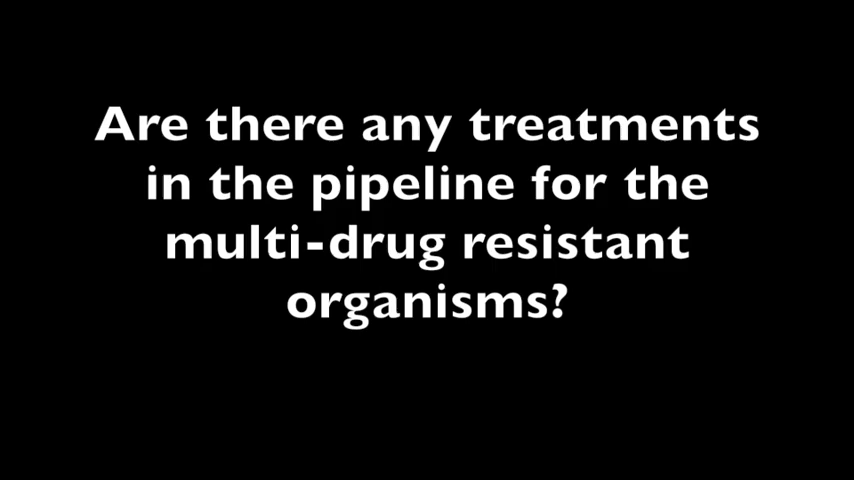 Are there any treatments
in the pipeline for the
multi-drug resistant
organisms?